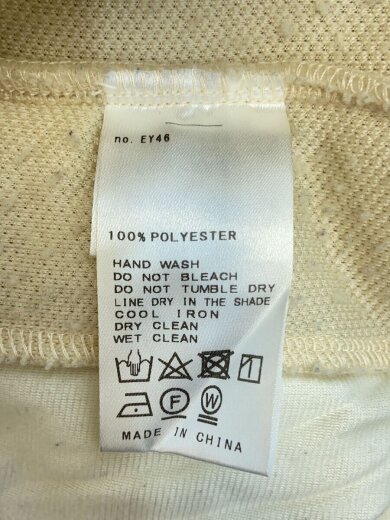 no. EY46
100% POLYESTER
HAND WASH
DO NOT BLEACH
DO NOT TUMBLE DRY
LINE DRY IN THE SHADE
COOL IRON
DRY CLEAN
WET CLEAN
F W
MADE IN CHINA